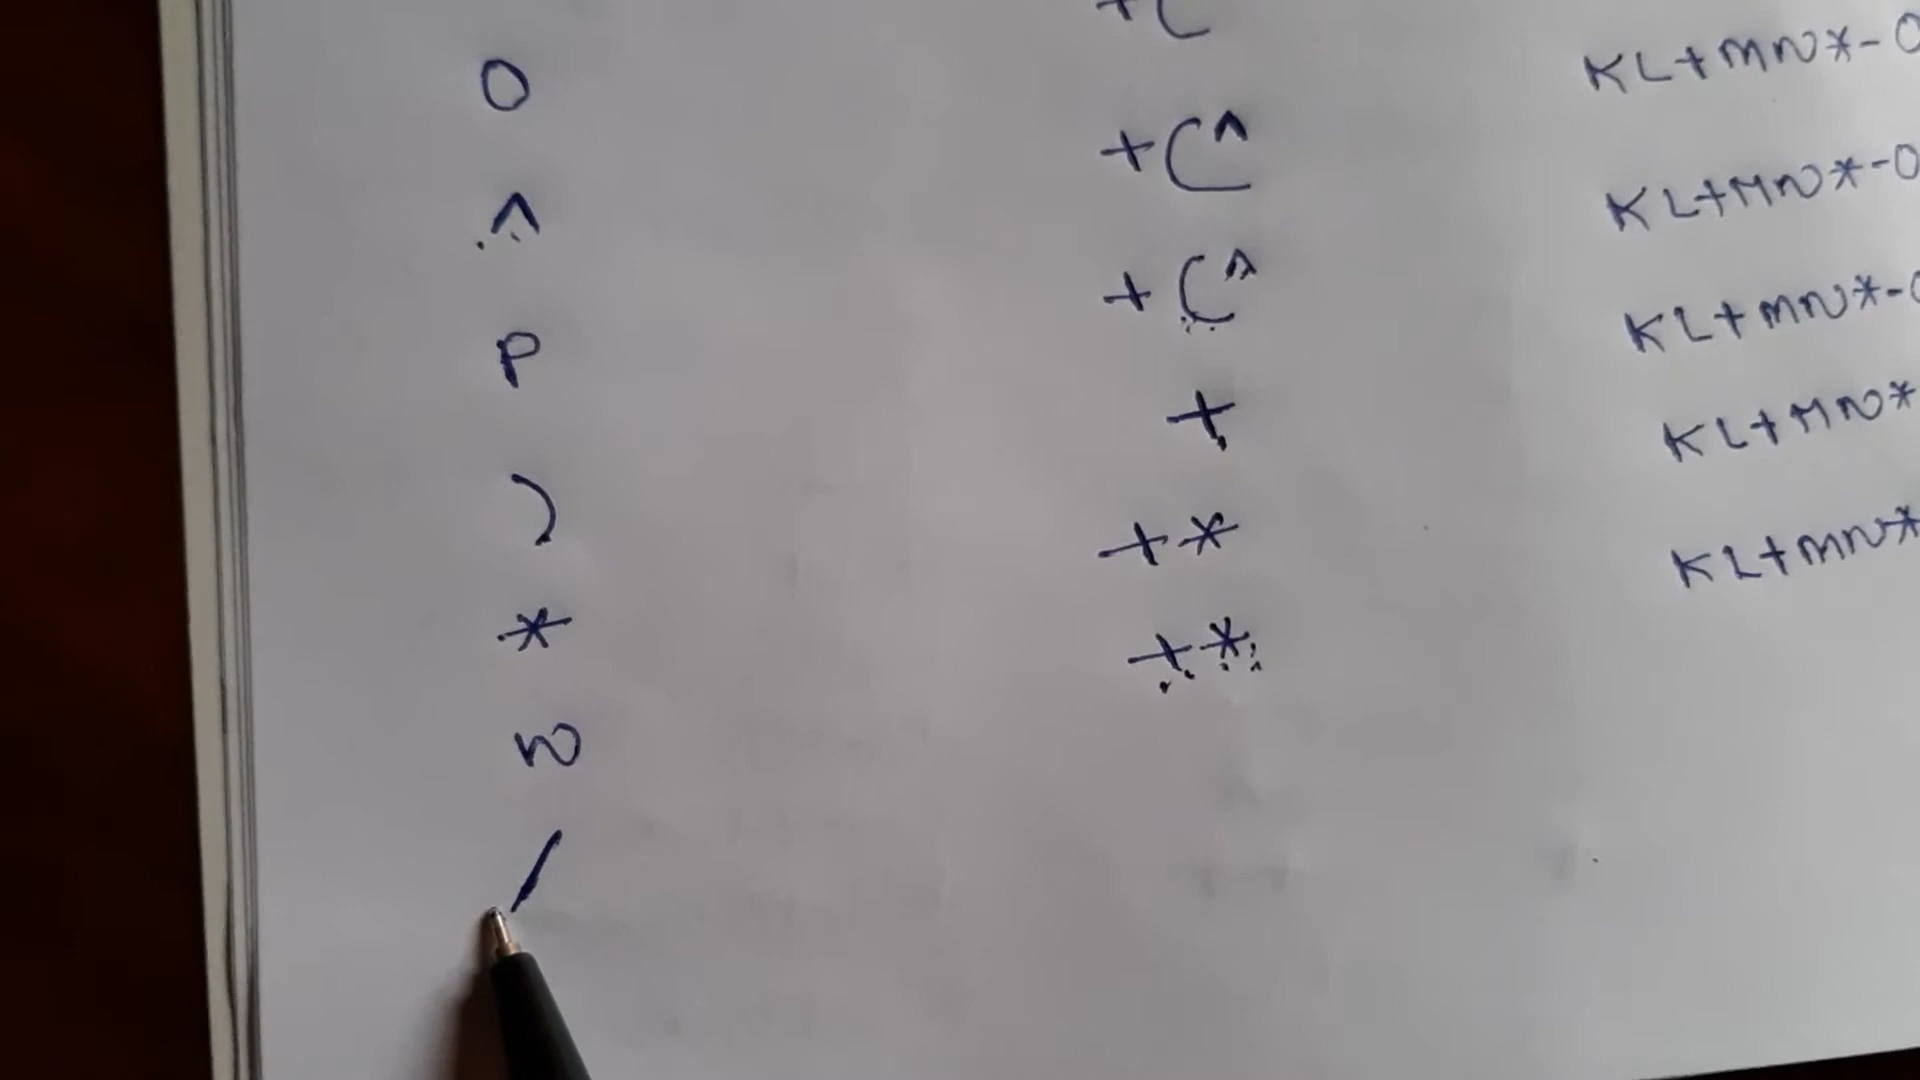 +C
O KL+MN*-O
^ +(^ KL+MN*-O
P +(^ KL+MN*-O
) + KL+MN*
* +* KL+MN*
W +*
/